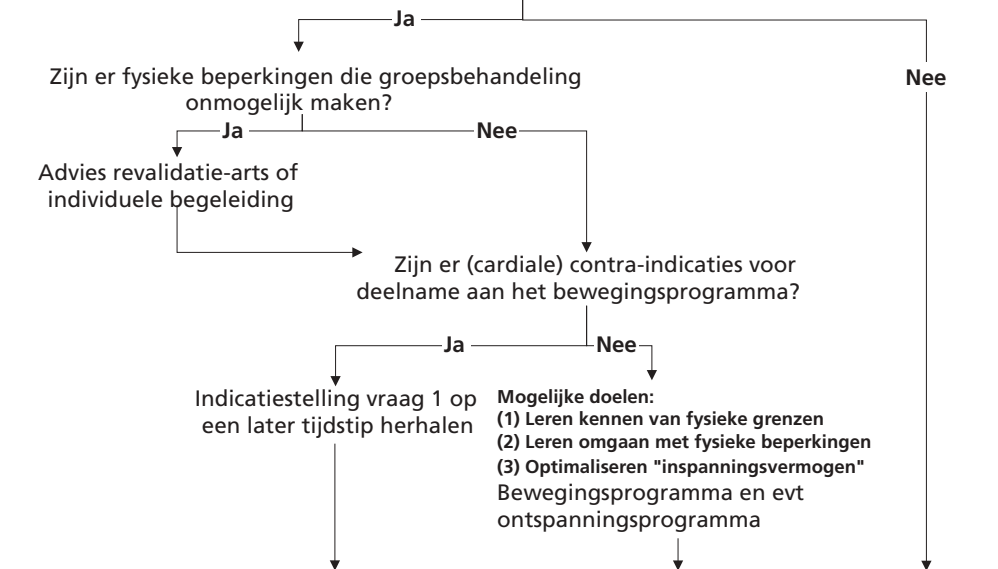 Ja
Zijn er fysieke beperkingen die groepsbehandeling
onmogelijk maken?
Nee
Ja
Nee
Advies revalidatie-arts of
individuele begeleiding
Zijn er (cardiale) contra-indicaties voor
deelname aan het bewegingsprogramma?
Ja
Nee
Indicatiestelling vraag 1 op
een later tijdstip herhalen
Mogelijke doelen:
(1) Leren kennen van fysieke grenzen
(2) Leren omgaan met fysieke beperkingen
(3) Optimaliseren "inspanningsvermogen"
Bewegingsprogramma en evt
ontspanningsprogramma